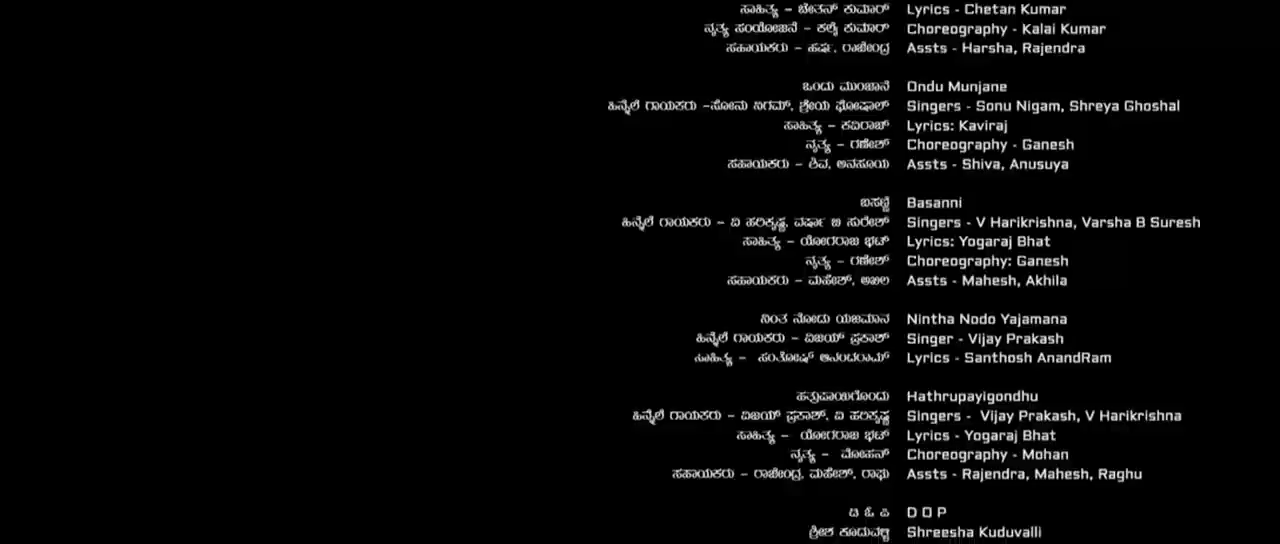 ಸಾಹಿತ್ಯ – ಚೇತನ್ ಕುಮಾರ್ Lyrics - Chetan Kumar
ನೃತ್ಯ ಸಂಯೋಜನೆ – ಕಲೈ ಕುಮಾರ್ Choreography - Kalai Kumar
ಸಹಾಯಕರು – ಹರ್ಷ, ರಾಜೇಂದ್ರ Assts - Harsha, Rajendra
ಒಂದು ಮುಂಜಾನೆ Ondu Munjane
ಹಿನ್ನೆಲೆ ಗಾಯಕರು –ಸೋನು ನಿಗಮ್, ಶ್ರೇಯ ಘೋಷಾಲ್ Singers - Sonu Nigam, Shreya Ghoshal
ಸಾಹಿತ್ಯ – ಕವಿರಾಜ್ Lyrics: Kaviraj
ನೃತ್ಯ – ಗಣೇಶ್ Choreography - Ganesh
ಸಹಾಯಕರು – ಶಿವ, ಅನಸೂಯ Assts - Shiva, Anusuya
ಬಸಣ್ಣಿ Basanni
ಹಿನ್ನೆಲೆ ಗಾಯಕರು – ವಿ ಹರಿಕೃಷ್ಣ, ವರ್ಷಾ ಬಿ ಸುರೇಶ್ Singers - V Harikrishna, Varsha B Suresh
ಸಾಹಿತ್ಯ – ಯೋಗರಾಜ ಭಟ್ Lyrics: Yogaraj Bhat
ನೃತ್ಯ – ಗಣೇಶ್ Choreography: Ganesh
ಸಹಾಯಕರು – ಮಹೇಶ್, ಅಖಿಲ Assts - Mahesh, Akhila
ನಿಂತ ನೋಡು ಯಜಮಾನ Nintha Nodo Yajamana
ಹಿನ್ನೆಲೆ ಗಾಯಕರು – ವಿಜಯ್ ಪ್ರಕಾಶ್ Singer - Vijay Prakash
ಸಾಹಿತ್ಯ – ಸಂತೋಷ್ ಆನಂದರಾಮ್ Lyrics - Santhosh AnandRam
ಹತ್ರುಪಾಯಿಗೊಂದು Hathrupayigondhu
ಹಿನ್ನೆಲೆ ಗಾಯಕರು – ವಿಜಯ್ ಪ್ರಕಾಶ್, ವಿ ಹರಿಕೃಷ್ಣ Singers - Vijay Prakash, V Harikrishna
ಸಾಹಿತ್ಯ – ಯೋಗರಾಜ ಭಟ್ Lyrics - Yogaraj Bhat
ನೃತ್ಯ – ಮೋಹನ್ Choreography - Mohan
ಸಹಾಯಕರು – ರಾಜೇಂದ್ರ, ಮಹೇಶ್, ರಾಘು Assts - Rajendra, Mahesh, Raghu
ಡಿ ಓ ಪಿ D O P
ಶ್ರೀಶ ಕೂದುವಳ್ಳಿ Shreesha Kuduvalli